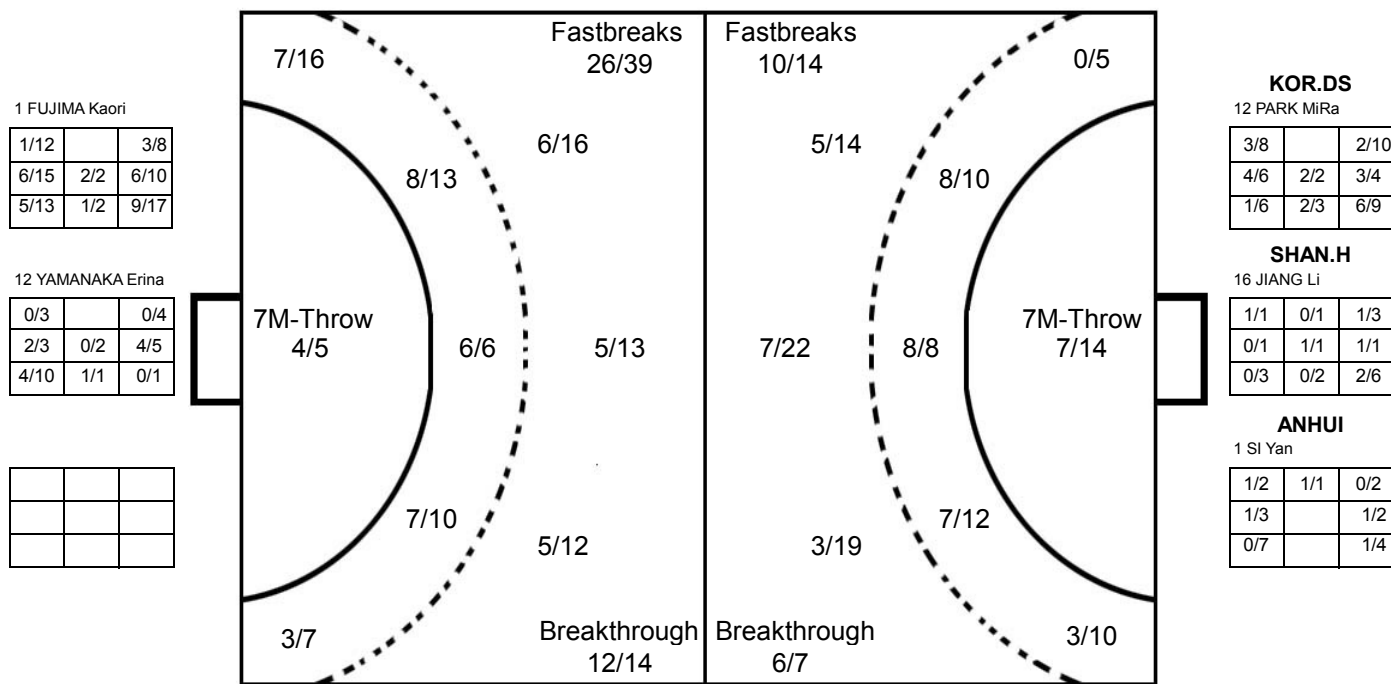 Fastbreaks
26/39
Fastbreaks
10/14
7/16
0/5
6/16
5/14
8/13
8/10
7M-Throw
4/5
6/6
5/13
7/22
8/8
7M-Throw
7/14
7/10
7/12
5/12
3/19
3/7
3/10
Breakthrough
12/14
Breakthrough
6/7
1 FUJIMA Kaori
1/12 3/8
6/15 2/2 6/10
5/13 1/2 9/17
12 YAMANAKA Erina
0/3 0/4
2/3 0/2 4/5
4/10 1/1 0/1
KOR.DS
12 PARK MiRa
3/8 2/10
4/6 2/2 3/4
1/6 2/3 6/9
SHAN.H
16 JIANG Li
1/1 0/1 1/3
0/1 1/1 1/1
0/3 0/2 2/6
ANHUI
1 SI Yan
1/2 1/1 0/2
1/3 1/2
0/7 1/4